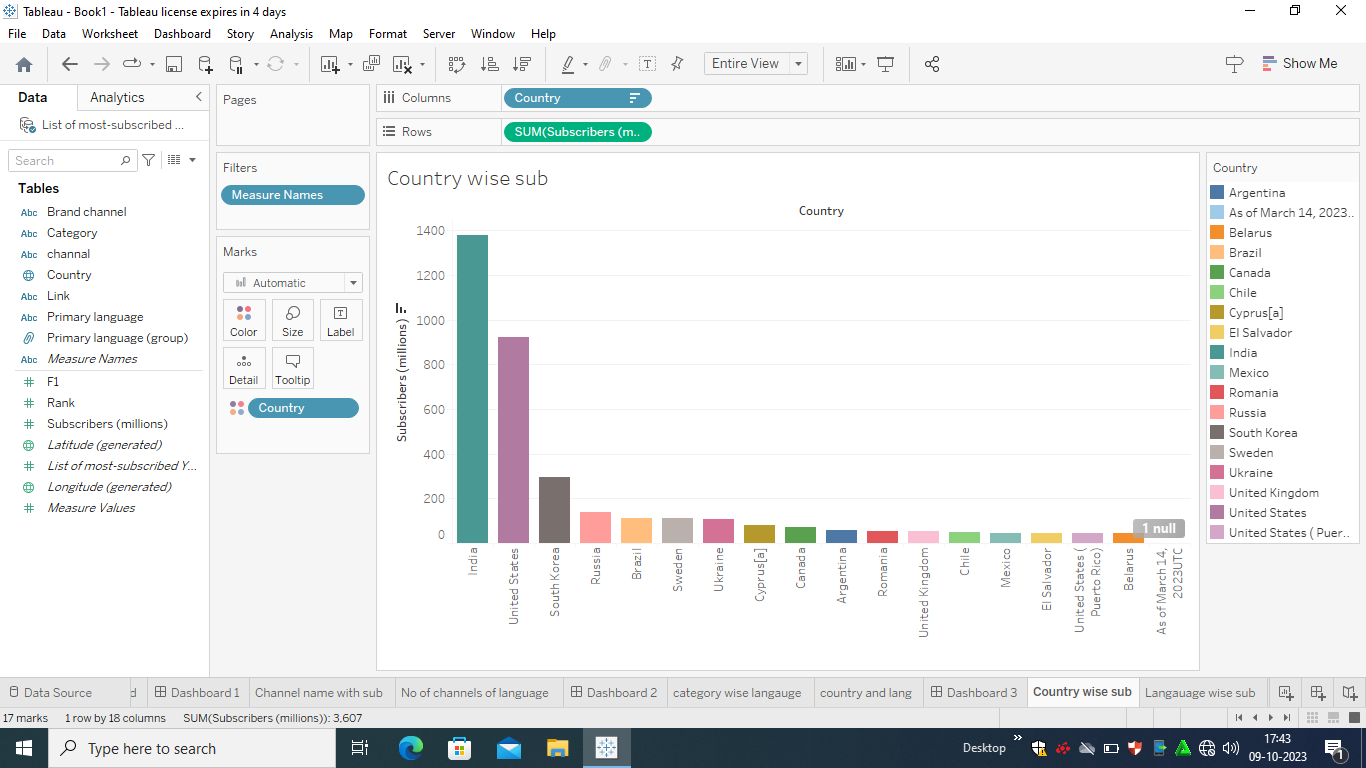 Tableau - Book1 - Tableau license expires in 4 days
File Data Worksheet Dashboard Story Analysis Map Format Server Window Help
Entire View
Show Me
Data Analytics
List of most-subscribed ...
Search
Tables
Abc Brand channel
Abc Category
Abc channel
Country
Abc Link
Abc Primary language
Primary language (group)
Abc Measure Names
F1
Rank
Subscribers (millions)
Latitude (generated)
List of most-subscribed Y...
Longitude (generated)
Measure Values
Pages
Filters
Measure Names
Marks
Automatic
Color Size Label
Detail Tooltip
Country
Columns Country
Rows SUM(Subscribers (m..
Country wise sub
Country
Subscribers (millions)
1400
1200
1000
800
600
400
200
0
1 null
India
United States
South Korea
Russia
Brazil
Sweden
Ukraine
Cyprus[a]
Canada
Argentina
Romania
United Kingdom
Chile
Mexico
El Salvador
United States (
Puerto Rico)
Belarus
As of March 14,
2023UTC
Country
Argentina
As of March 14, 2023..
Belarus
Brazil
Canada
Chile
Cyprus[a]
El Salvador
India
Mexico
Romania
Russia
South Korea
Sweden
Ukraine
United Kingdom
United States
United States ( Puer..
Data Source d Dashboard 1 Channel name with sub No of channels of language Dashboard 2 category wise langauge country and lang Dashboard 3 Country wise sub Langauage wise sub
17 marks 1 row by 18 columns SUM(Subscribers (millions)): 3,607
Type here to search
Desktop
17:43
09-10-2023
1